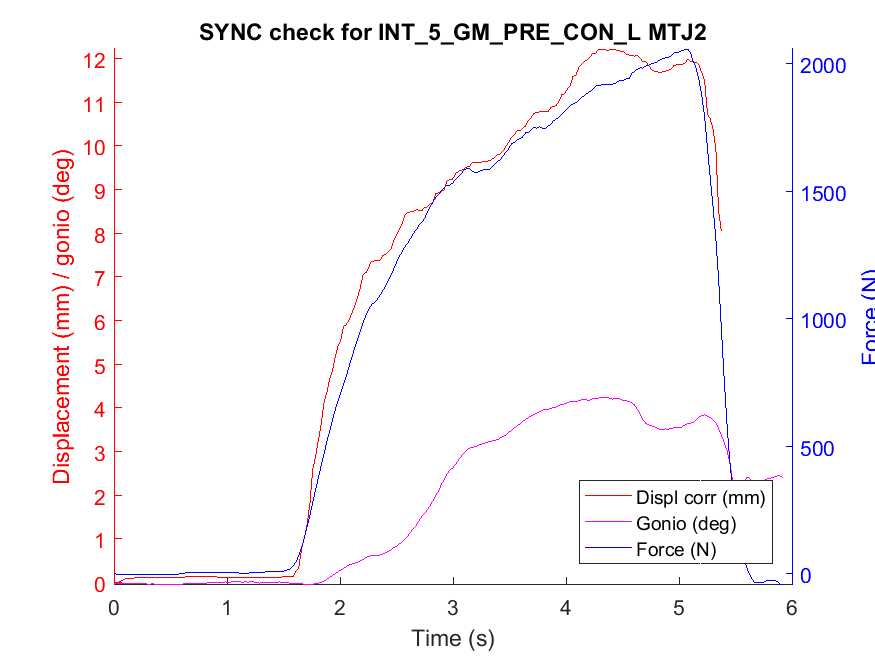 SYNC check for INT_5_GM_PRE_CON_L MTJ2
12
11
10
9
8
7
6
5
4
3
2
1
0
Displacement (mm) / gonio (deg)
2000
1500
1000
500
0
Force (N)
Displ corr (mm)
Gonio (deg)
Force (N)
0 1 2 3 4 5 6
Time (s)